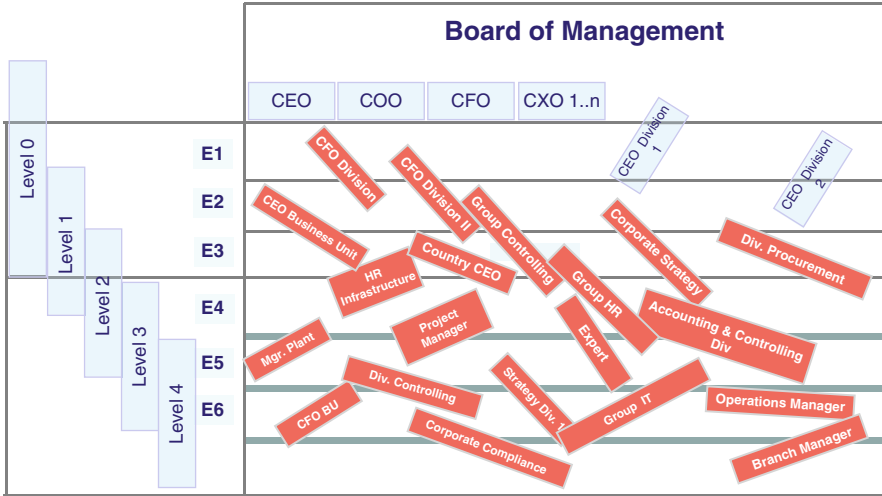 Board of Management
CEO
COO
CFO
CXO 1..n
Level 0
Level 1
Level 2
Level 3
Level 4
E1
E2
E3
E4
E5
E6
CEO Division
1
CEO Division
2
CFO Division
CFO Division II
CEO Business Unit
Group Controlling
Corporate Strategy
Div. Procurement
Country CEO
HR
Infrastructure
Group HR
Project
Manager
Expert
Accounting & Controlling
Div
Mgr. Plant
Div. Controlling
Strategy Div. 1
Group IT
Operations Manager
CFO BU
Corporate Compliance
Branch Manager